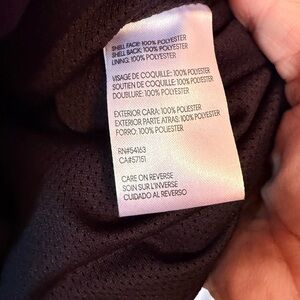 SHELL FACE: 100% POLYESTER
SHELL BACK: 100% POLYESTER
LINING: 100% POLYESTER
VISAGE DE COQUILLE: 100% POLYESTER
SOUTIEN DE COQUILLE: 100% POLYESTER
DOUBLURE: 100% POLYESTER
EXTERIOR CARA: 100% POLYESTER
EXTERIOR PARTE ATRAS: 100% POLYESTER
FORRO: 100% POLYESTER
RN#54163
CA#57151
CARE ON REVERSE
SOIN SUR L'INVERSE
CUIDADO AL REVERSO